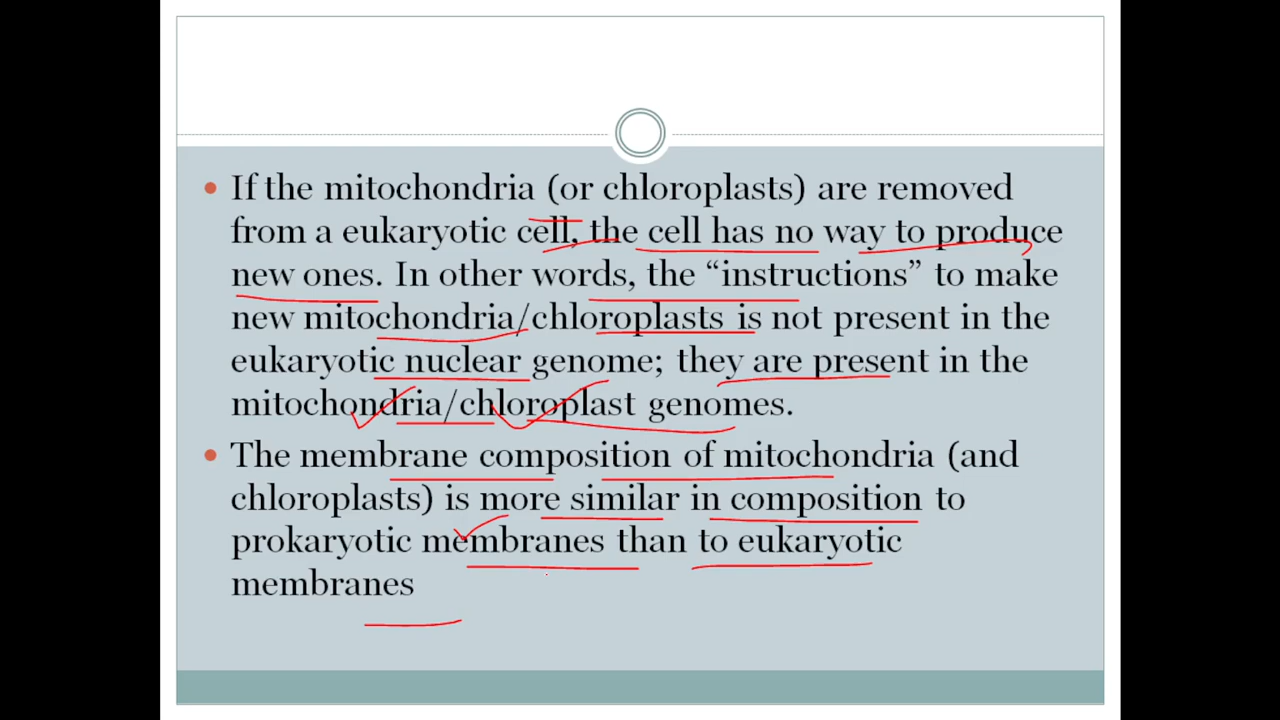 If the mitochondria (or chloroplasts) are removed
from a eukaryotic cell, the cell has no way to produce
new ones. In other words, the “instructions” to make
new mitochondria/chloroplasts is not present in the
eukaryotic nuclear genome; they are present in the
mitochondria/chloroplast genomes.
The membrane composition of mitochondria (and
chloroplasts) is more similar in composition to
prokaryotic membranes than to eukaryotic
membranes